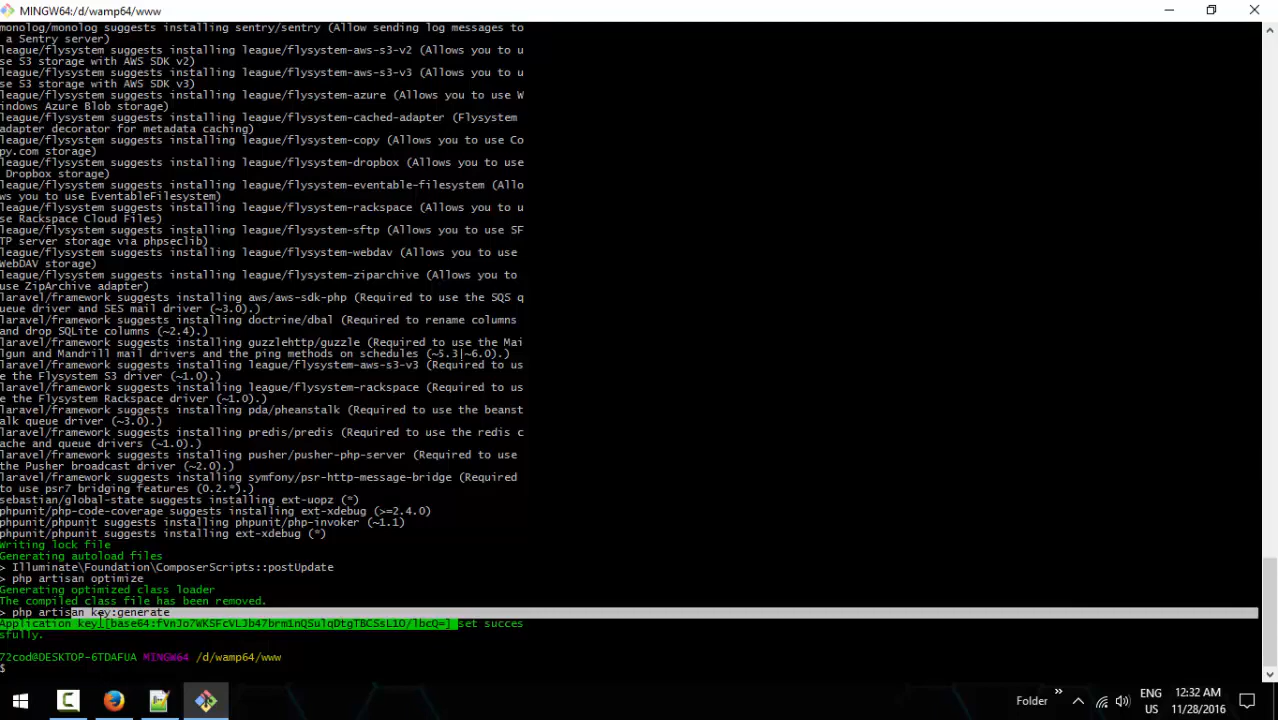 MINGW64:/d/wamp64/www
monolog/monolog suggests installing sentry/sentry (Allow sending log messages to
a Sentry server)
league/flysystem suggests installing league/flysystem-aws-s3-v2 (Allows you to u
se S3 storage with AWS SDK v2)
league/flysystem suggests installing league/flysystem-aws-s3-v3 (Allows you to u
se S3 storage with AWS SDK v3)
league/flysystem suggests installing league/flysystem-azure (Allows you to use W
indows Azure Blob storage)
league/flysystem suggests installing league/flysystem-cached-adapter (Flysystem
adapter decorator for metadata caching)
league/flysystem suggests installing league/flysystem-copy (Allows you to use Co
py.com storage)
league/flysystem suggests installing league/flysystem-dropbox (Allows you to use
Dropbox storage)
league/flysystem suggests installing league/flysystem-eventable-filesystem (Allo
ws you to use EventableFilesystem)
league/flysystem suggests installing league/flysystem-rackspace (Allows you to u
se Rackspace Cloud Files)
league/flysystem suggests installing league/flysystem-sftp (Allows you to use SF
TP server storage via phpseclib)
league/flysystem suggests installing league/flysystem-webdav (Allows you to use
WebDAV storage)
league/flysystem suggests installing league/flysystem-ziparchive (Allows you to
use ZipArchive adapter)
laravel/framework suggests installing aws/aws-sdk-php (Required to use the SQS q
ueue driver and SES mail driver (~3.0).)
laravel/framework suggests installing doctrine/dbal (Required to rename columns
and drop SQLite columns (~2.4).)
laravel/framework suggests installing guzzlehttp/guzzle (Required to use the Mai
lgun and Mandrill mail drivers and the ping methods on schedules (~5.3|~6.0).)
laravel/framework suggests installing league/flysystem-aws-s3-v3 (Required to us
e the Flysystem S3 driver (~1.0).)
laravel/framework suggests installing league/flysystem-rackspace (Required to us
e the Flysystem Rackspace driver (~1.0).)
laravel/framework suggests installing pda/pheanstalk (Required to use the beanst
alk queue driver (~3.0).)
laravel/framework suggests installing predis/predis (Required to use the redis c
ache and queue drivers (~1.0).)
laravel/framework suggests installing pusher/pusher-php-server (Required to use
the Pusher broadcast driver (~2.0).)
laravel/framework suggests installing symfony/psr-http-message-bridge (Required
to use psr7 bridging features (0.2.*).)
sebastian/global-state suggests installing ext-uopz (*)
phpunit/php-code-coverage suggests installing ext-xdebug (>=2.4.0)
phpunit/phpunit suggests installing phpunit/php-invoker (~1.1)
phpunit/phpunit suggests installing ext-xdebug (*)
Writing lock file
Generating autoload files
> Illuminate\Foundation\ComposerScripts::postUpdate
> php artisan optimize
Generating optimized class loader
The compiled class file has been removed.
> php artisan key:generate
Application key set succes
sfully.
72cod@DESKTOP-6TDAFUA MINGW64 /d/wamp64/www
$
Folder
ENG
US
12:32 AM
11/28/2016